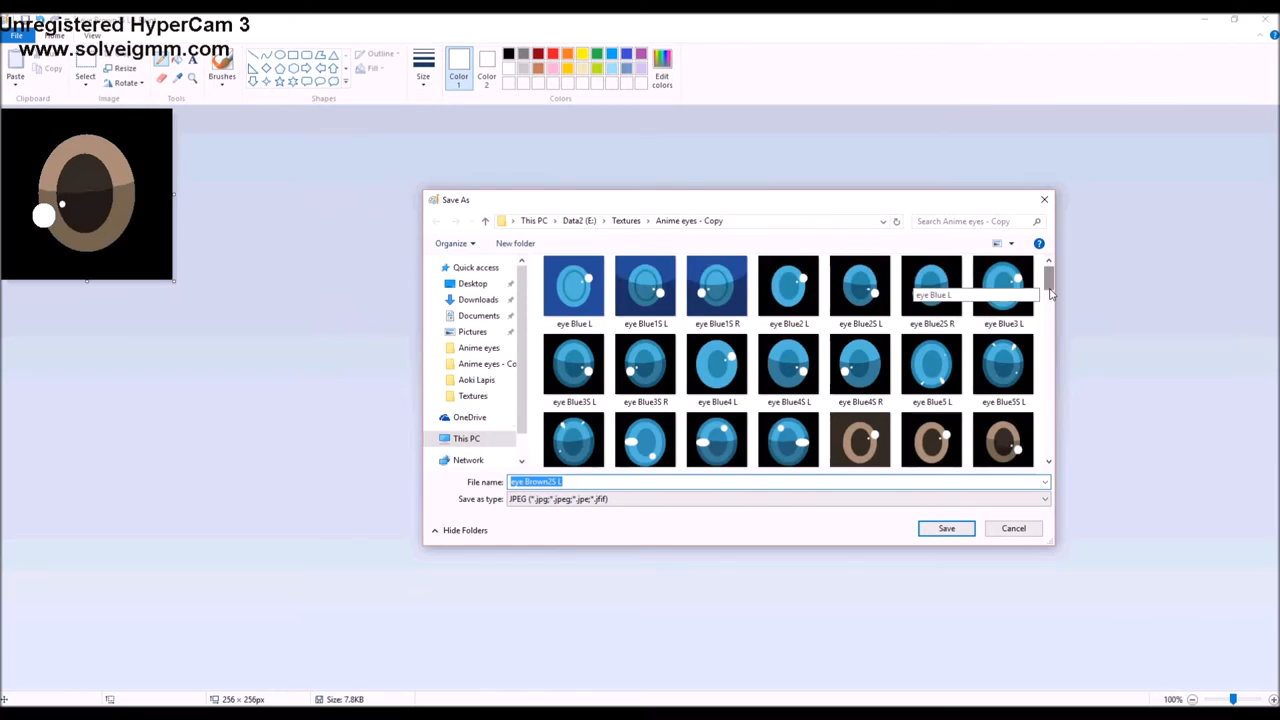 Unregistered HyperCam 3
www.solveigmm.com
File
Home
View
Paste
Copy
Clipboard
Select
Resize
Rotate
Image
Tools
Brushes
Outline
Fill
Shapes
Size
Color 1
Color 2
Edit colors
Colors
Save As
This PC > Data2 (E:) > Textures > Anime eyes - Copy
Search Anime eyes - Copy
Organize
New folder
Quick access
Desktop
Downloads
Documents
Pictures
Anime eyes
Anime eyes - Co
Aoki Lapis
Textures
OneDrive
This PC
Network
eye Blue L
eye Blue L
eye Blue1S L
eye Blue1S R
eye Blue2 L
eye Blue2S L
eye Blue2S R
eye Blue3 L
eye Blue3S L
eye Blue3S R
eye Blue4 L
eye Blue4S L
eye Blue4S R
eye Blue5 L
eye Blue5S L
File name:
eye Brown2S L
Save as type:
JPEG (*.jpg;*.jpeg;*.jpe;*.jfif)
Hide Folders
Save
Cancel
256 × 256px
Size: 7.8KB
100%